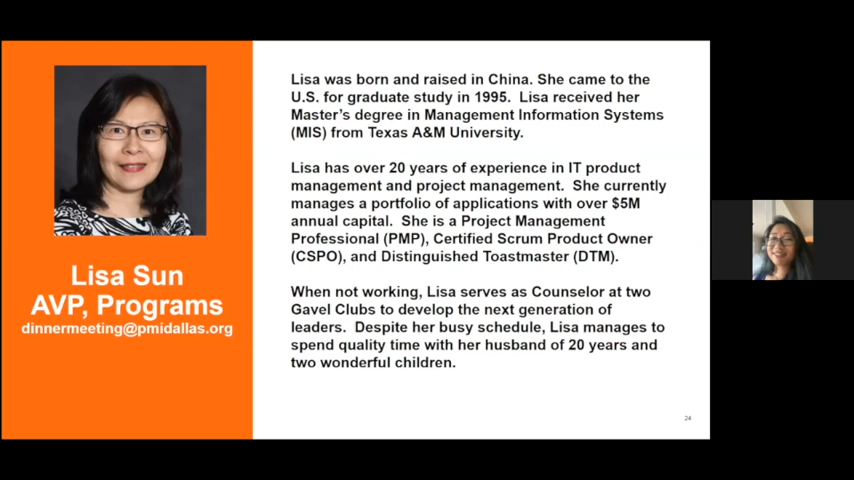 Lisa was born and raised in China. She came to the
U.S. for graduate study in 1995. Lisa received her
Master's degree in Management Information Systems
(MIS) from Texas A&M University.
Lisa has over 20 years of experience in IT product
management and project management. She currently
manages a portfolio of applications with over $5M
annual capital. She is a Project Management
Professional (PMP), Certified Scrum Product Owner
(CSPO), and Distinguished Toastmaster (DTM).
When not working, Lisa serves as Counselor at two
Gavel Clubs to develop the next generation of
leaders. Despite her busy schedule, Lisa manages to
spend quality time with her husband of 20 years and
two wonderful children.
Lisa Sun
AVP, Programs
dinnermeeting@pmidallas.org
24